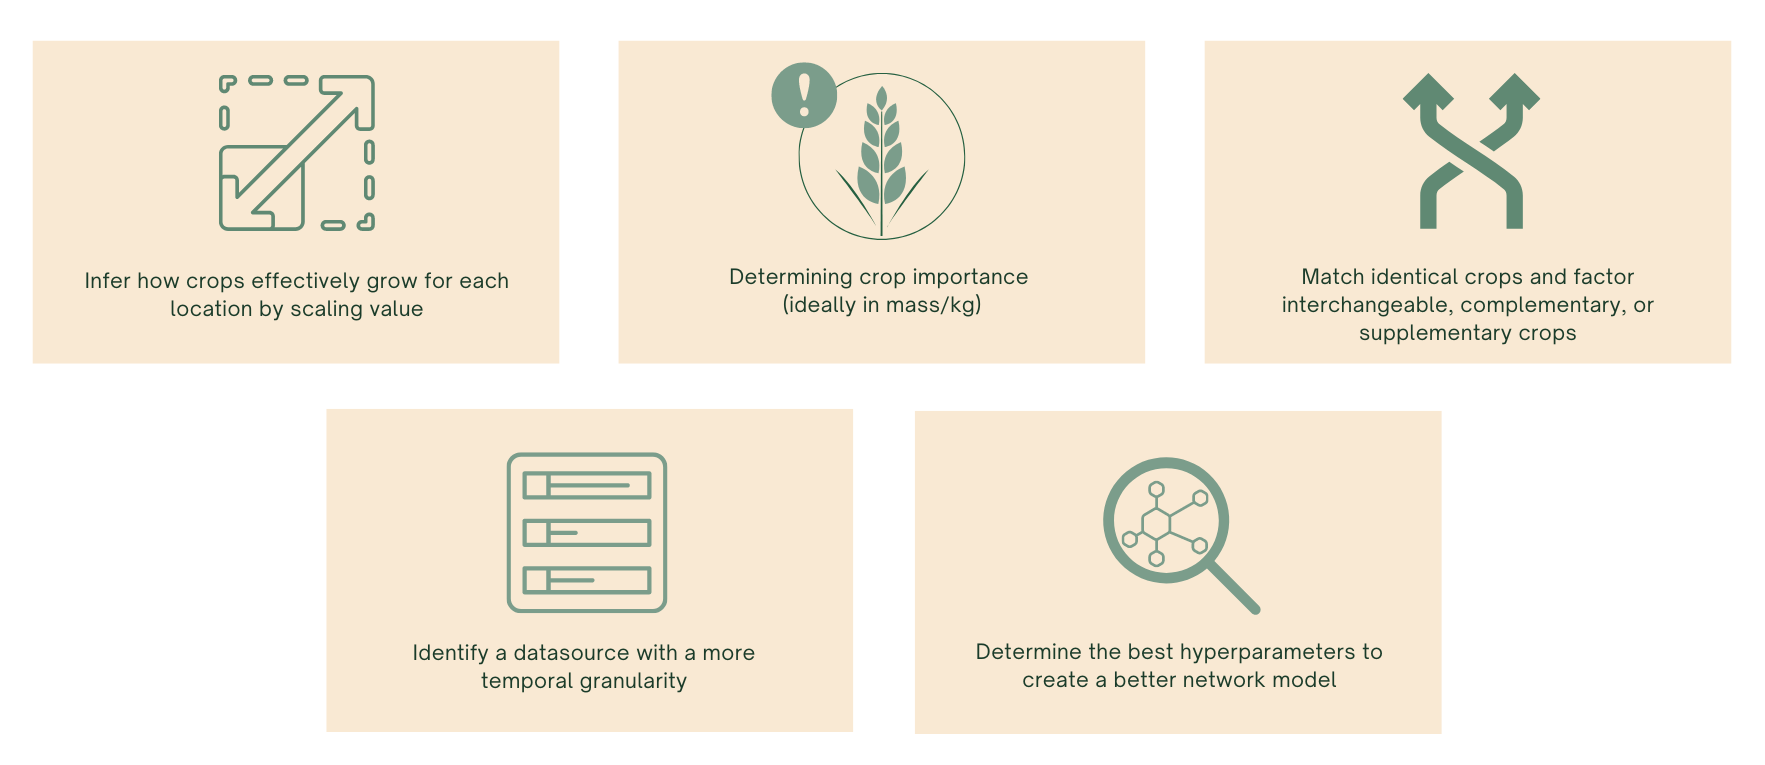 Infer how crops effectively grow for each
location by scaling value
Determining crop importance
(ideally in mass/kg)
Match identical crops and factor
interchangeable, complementary, or
supplementary crops
Identify a datasource with a more
temporal granularity
Determine the best hyperparameters to
create a better network model